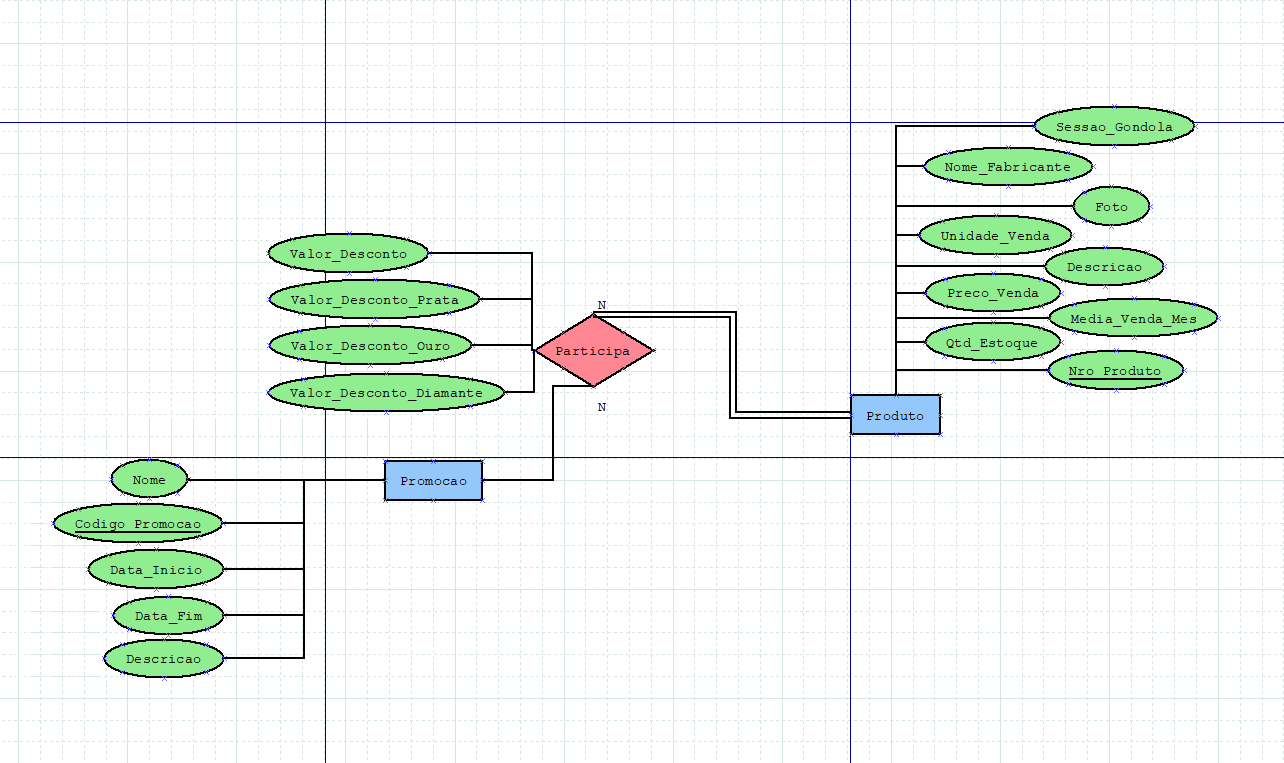 Sessao_Gondola
Nome_Fabricante
Foto
Unidade_Venda
Valor_Desconto
Descricao
Preco_Venda
Valor_Desconto_Prata
N
Media_Venda_Mes
Qtd_Estoque
Valor_Desconto_Ouro
Participa
Nro_Produto
Valor_Desconto_Diamante
N
Produto
Nome
Promocao
Codigo_Promocao
Data_Inicio
Data_Fim
Descricao